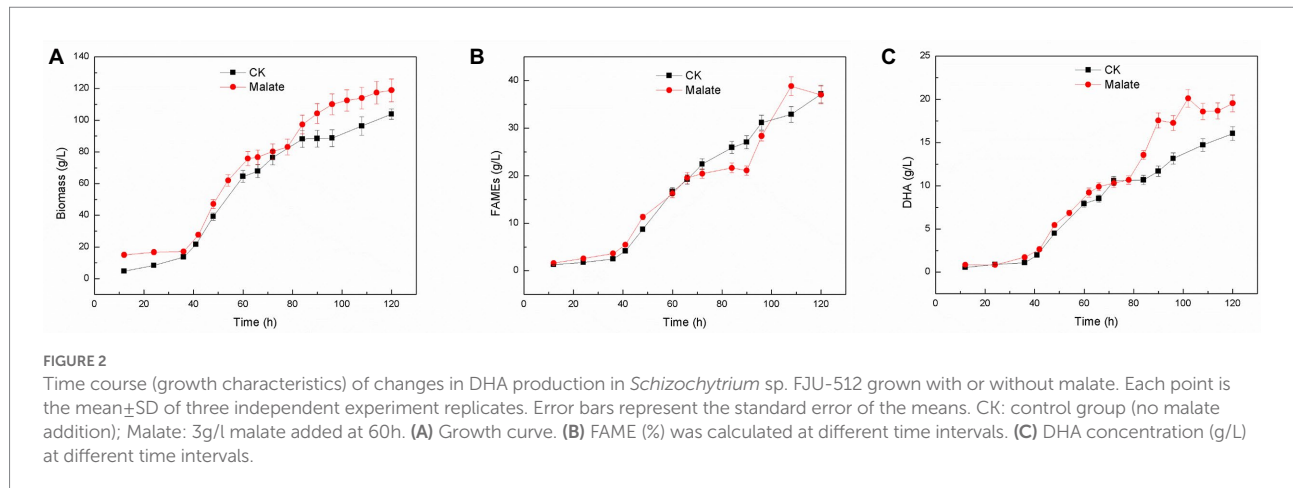 A
B
C
CK
Malate
CK
Malate
CK
Malate
140
120
100
80
60
40
20
0
Biomass (g/L)
0 20 40 60 80 100 120
Time (h)
40
30
20
10
0
FAMEs (g/L)
0 20 40 60 80 100 120
Time (h)
25
20
15
10
5
0
DHA (g/L)
0 20 40 60 80 100 120
Time (h)
FIGURE 2
Time course (growth characteristics) of changes in DHA production in Schizochytrium sp. FJU-512 grown with or without malate. Each point is
the mean±SD of three independent experiment replicates. Error bars represent the standard error of the means. CK: control group (no malate
addition); Malate: 3g/l malate added at 60h. (A) Growth curve. (B) FAME (%) was calculated at different time intervals. (C) DHA concentration (g/L)
at different time intervals.